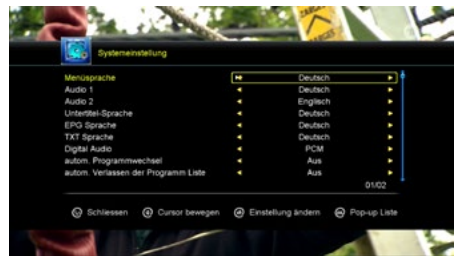 Systemeinstellung
Menüsprache Deutsch
Audio 1 Deutsch
Audio 2 Englisch
Untertitel-Sprache Deutsch
EPG Sprache Deutsch
TXT Sprache Deutsch
Digital Audio PCM
autom. Programmwechsel Aus
autom. Verlassen der Programm Liste Aus
01/02
Schliessen Cursor bewegen Einstellung ändern Pop-up Liste